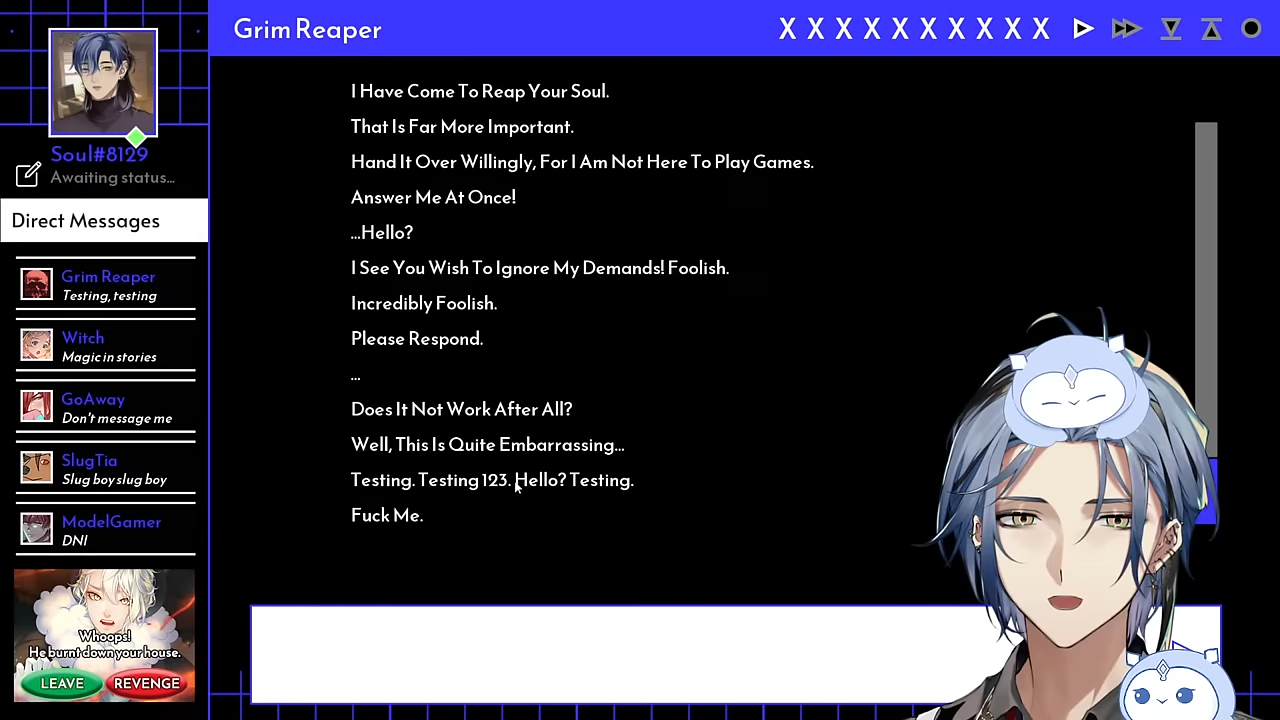 Grim Reaper
X X X X X X X X X X
Soul#8129
Awaiting status...
Direct Messages
Grim Reaper
Testing, testing
Witch
Magic in stories
GoAway
Don't message me
SlugTia
Slug boy slug boy
ModelGamer
DNI
Whoops!
He burnt down your house.
LEAVE
REVENGE
I Have Come To Reap Your Soul.
That Is Far More Important.
Hand It Over Willingly, For I Am Not Here To Play Games.
Answer Me At Once!
...Hello?
I See You Wish To Ignore My Demands! Foolish.
Incredibly Foolish.
Please Respond.
...
Does It Not Work After All?
Well, This Is Quite Embarrassing...
Testing. Testing 123. Hello? Testing.
Fuck Me.